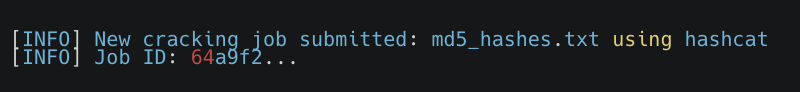 [INFO] New cracking job submitted: md5_hashes.txt using hashcat
[INFO] Job ID: 64a9f2...